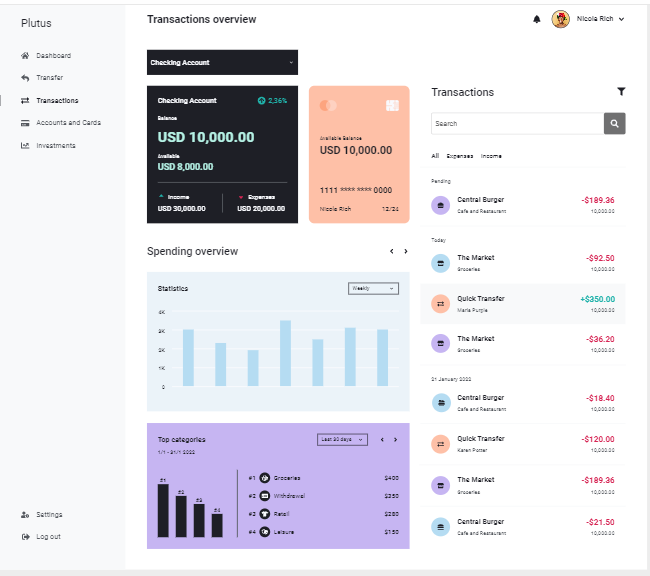 Plutus
Dashboard
Transfer
Transactions
Accounts and Cards
Investments
Settings
Log out
Transactions overview
Nicola Rich
Checking Account
Checking Account
2,36%
Balance
USD 10,000.00
Available
USD 8,000.00
Income
USD 30,000.00
Expenses
USD 20,000.00
Available Balance
USD 10,000.00
1111 **** **** 0000
Nicola Rich
12/24
Spending overview
Statistics
Weekly
4K
3K
2K
1K
0
Top categories
1/1 - 31/1 2022
Last 30 days
#1
#2
#3
#4
#1 Groceries $400
#2 Withdrawal $350
#3 Retail $280
#4 Leisure $150
Transactions
Search
All Expenses Income
Pending
Central Burger -$189.36
Cafe and Restaurant 10,000.00
Today
The Market -$92.50
Groceries 10,000.00
Quick Transfer +$350.00
Maria Purple 10,000.00
The Market -$36.20
Groceries 10,000.00
31 January 2022
Central Burger -$18.40
Cafe and Restaurant 10,000.00
Quick Transfer -$120.00
Karen Potter 10,000.00
The Market -$189.36
Groceries 10,000.00
Central Burger -$21.50
Cafe and Restaurant 10,000.00